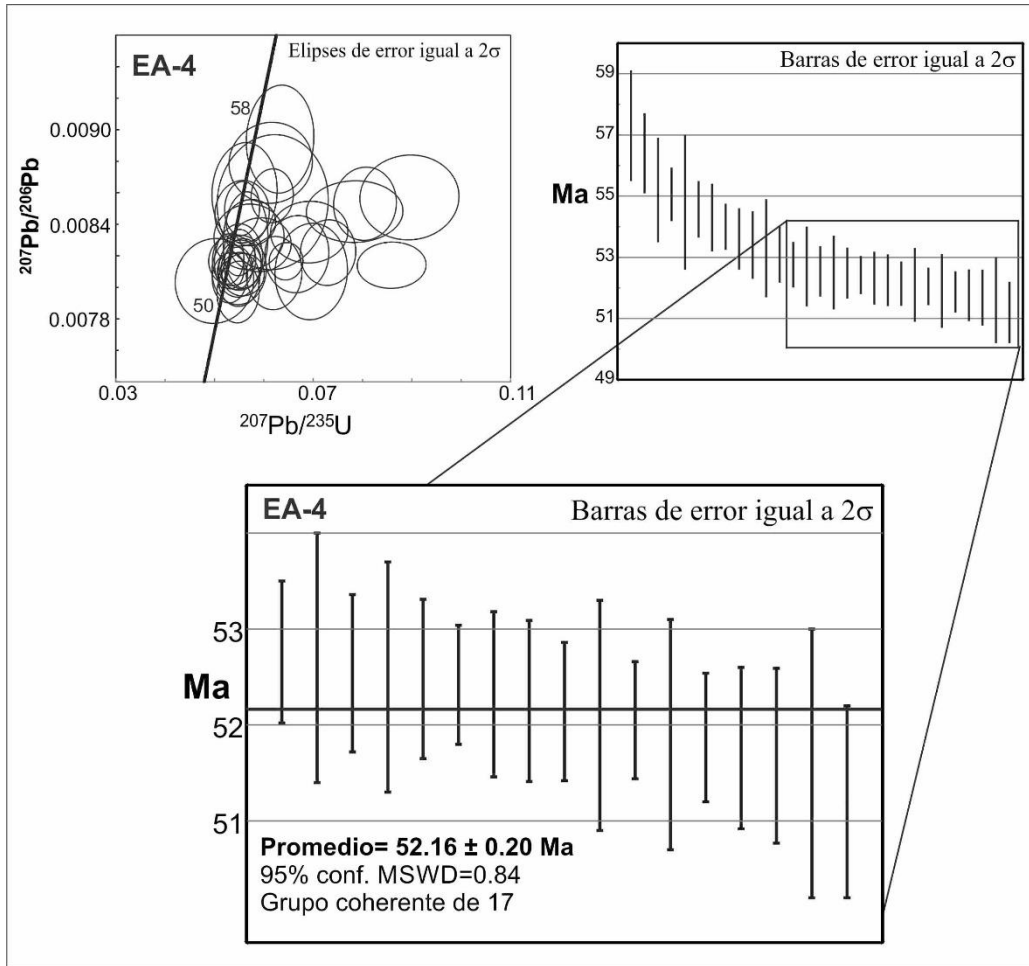 EA-4
Elipses de error igual a 2σ
58
0.0090
0.0084
0.0078
²⁰⁷Pb/²⁰⁶Pb
50
0.03
0.07
0.11
²⁰⁷Pb/²³⁵U
Barras de error igual a 2σ
59
57
55
53
51
49
Ma
EA-4
Barras de error igual a 2σ
53
52
51
Ma
Promedio= 52.16 ± 0.20 Ma
95% conf. MSWD=0.84
Grupo coherente de 17